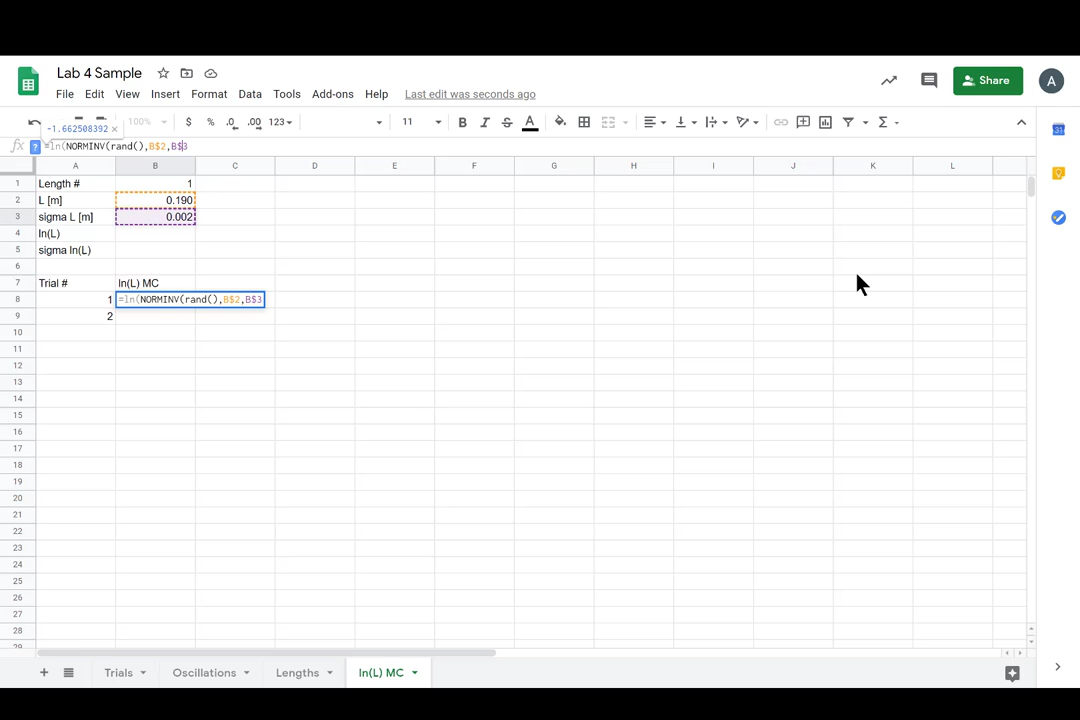 Lab 4 Sample
Share
A
File Edit View Insert Format Data Tools Add-ons Help Last edit was seconds ago
100% $ % .0 .00 123 11 B I S A Σ
-1.662508392 ×
fx ? =ln(NORMINV(rand(),B$2,B$3
A B C D E F G H I J K L
1 Length # 1
2 L [m] 0.190
3 sigma L [m] 0.002
4 ln(L)
5 sigma ln(L)
6
7 Trial # ln(L) MC
8 1 =ln(NORMINV(rand(),B$2,B$3
9 2
10
11
12
13
14
15
16
17
18
19
20
21
22
23
24
25
26
27
28
29
+ Trials Oscillations Lengths ln(L) MC
31